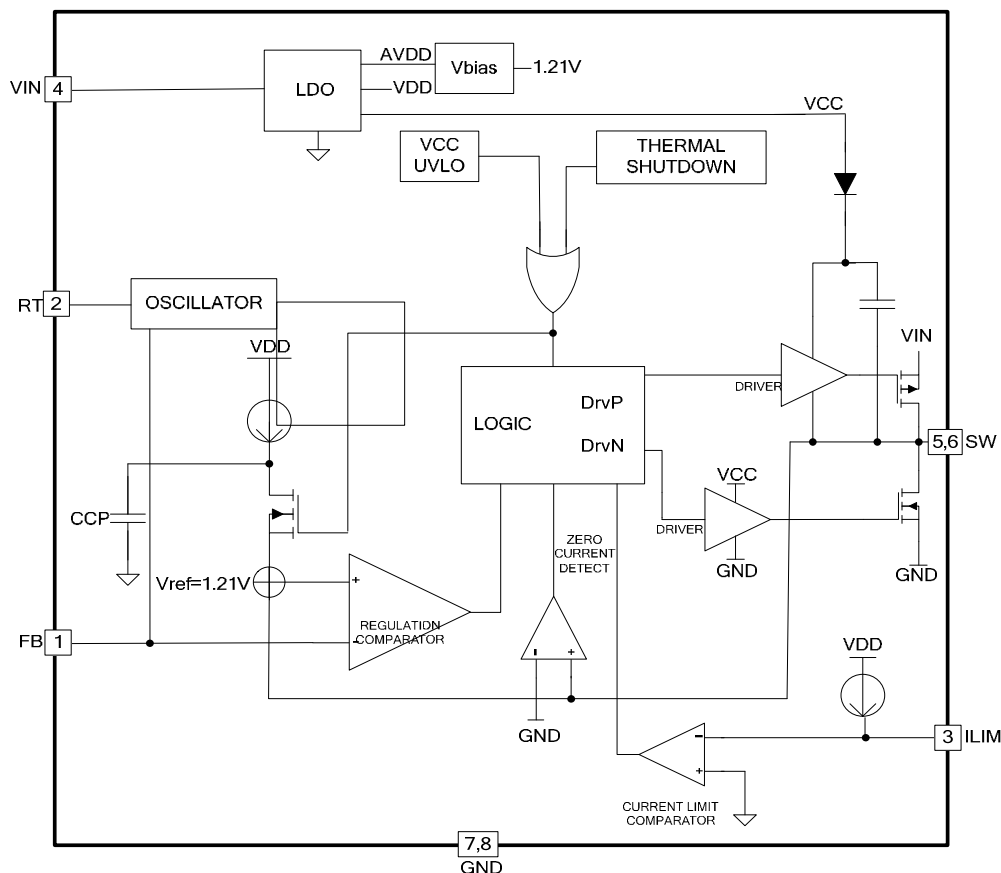 AVDD
Vbias
1.21V
VIN
4
LDO
VDD
VCC
VCC
UVLO
THERMAL
SHUTDOWN
RT
2
OSCILLATOR
VDD
VIN
DRIVER
DrvP
LOGIC
DrvN
5,6
SW
CCP
VCC
DRIVER
GND
GND
ZERO
CURRENT
DETECT
Vref=1.21V
+
REGULATION
COMPARATOR
-
FB
1
-
+
GND
VDD
3
ILIM
-
+
CURRENT LIMIT
COMPARATOR
7,8
GND